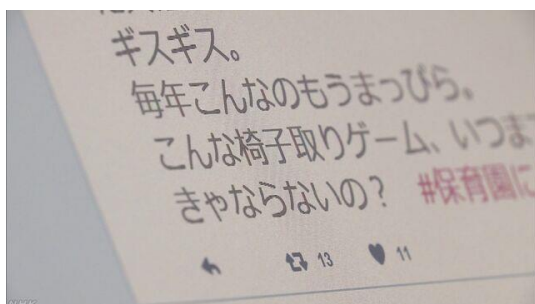 ギスギス。
毎年こんなのもうまっぴら。
こんな椅子取りゲーム、いつま
きゃならないの？ #保育園に
13 11